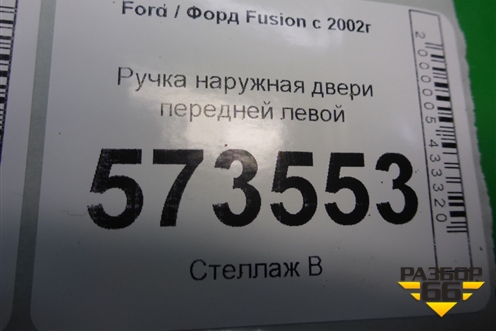 Ford / Форд Fusion с 2002г
Ручка наружная двери
передней левой
573553
Стеллаж В
2000005433320
РАЗБОР
66